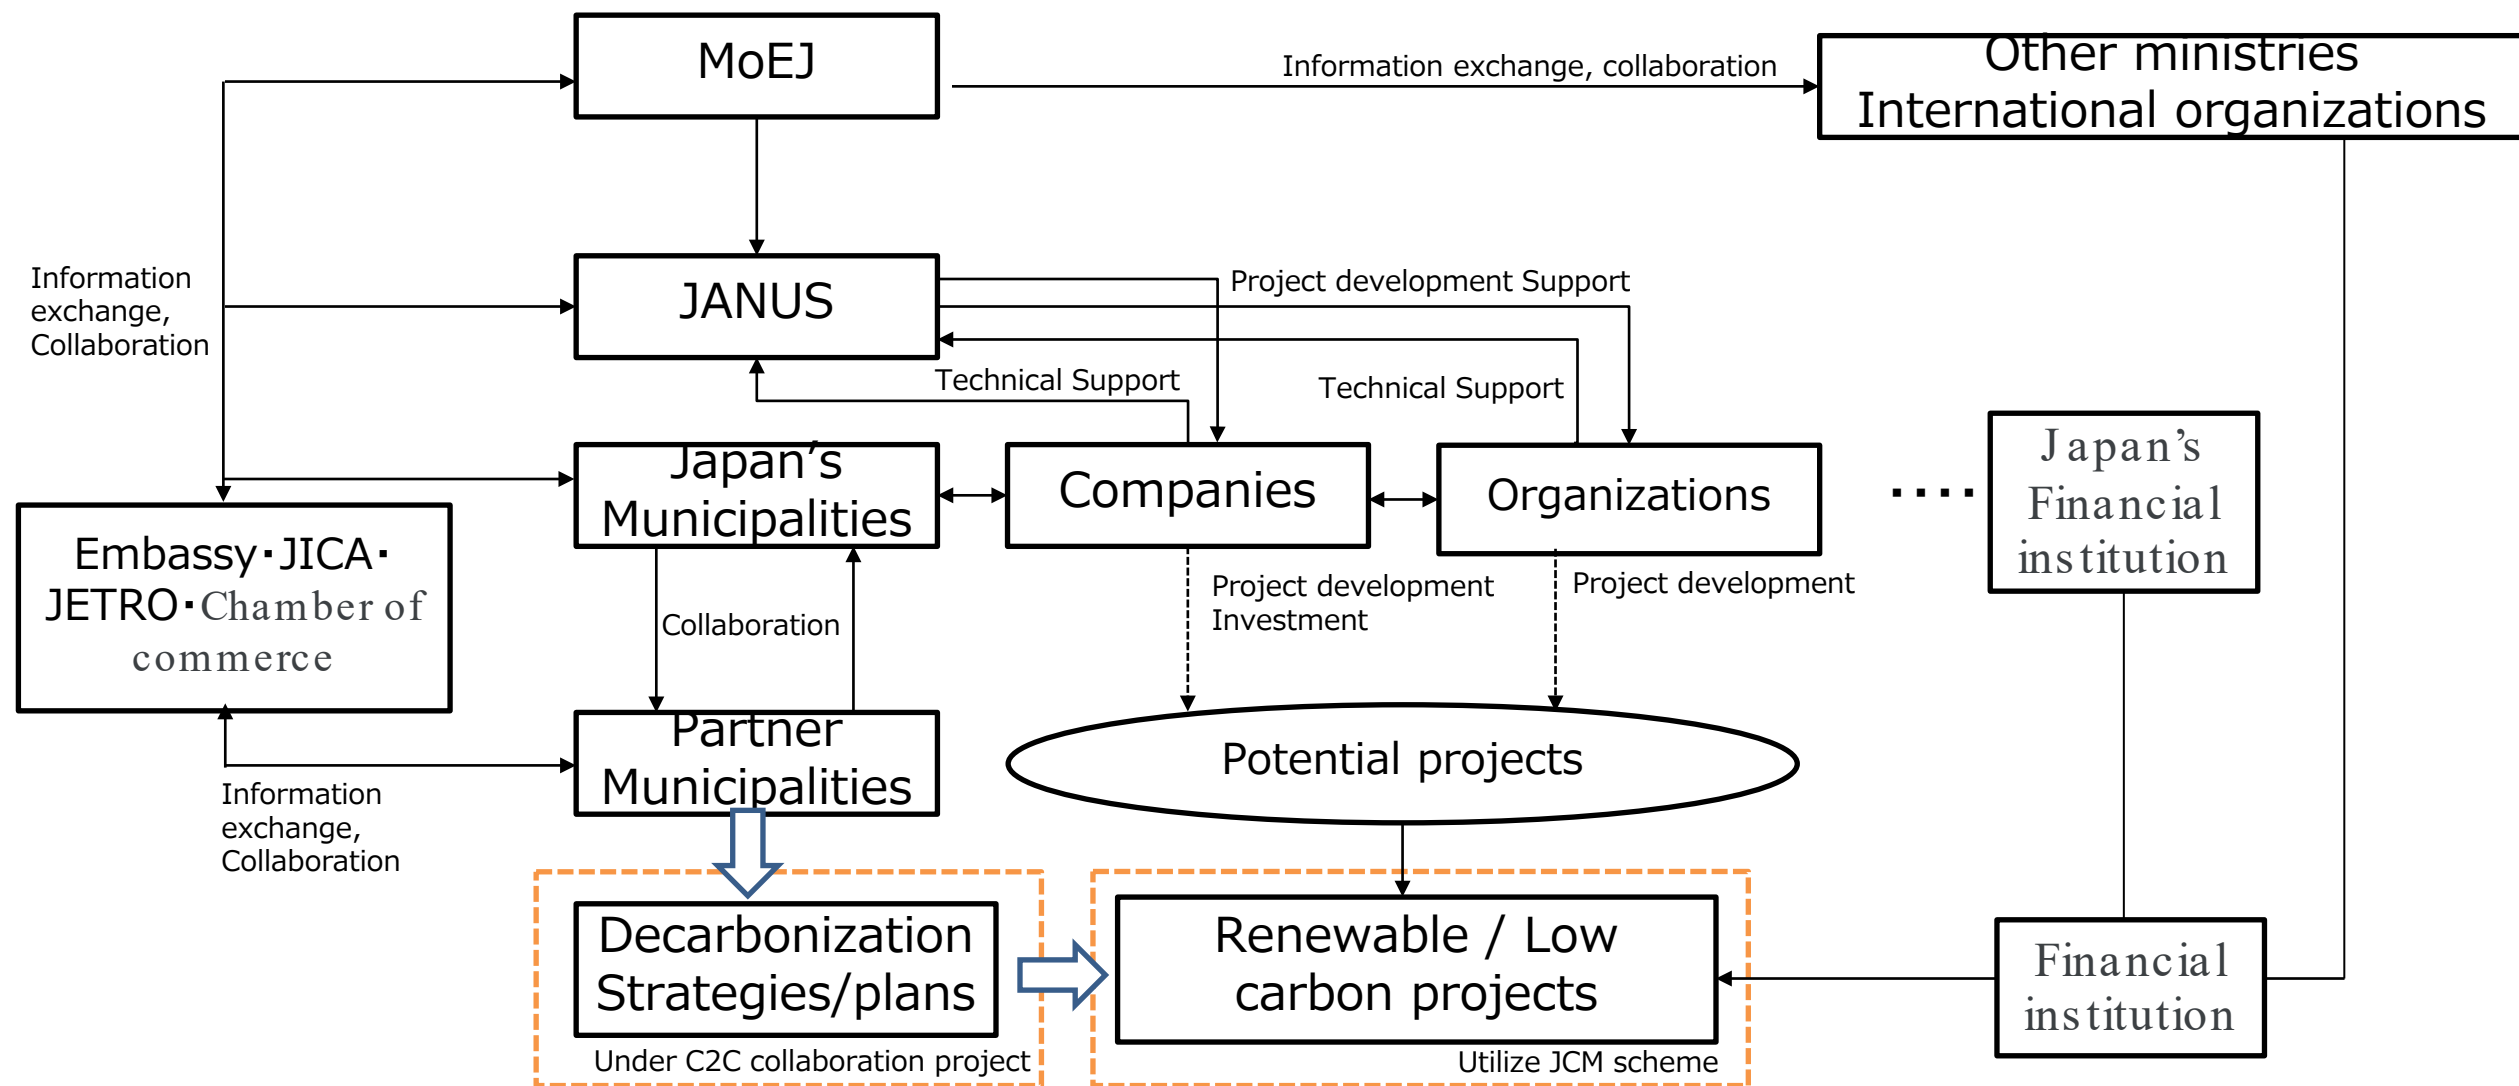 MoEJ
Information exchange, collaboration
Other ministries
International organizations
Information
exchange,
Collaboration
JANUS
Project development Support
Technical Support
Technical Support
Japan’s
Municipalities
Companies
Organizations
････
Japan’s
Financial
institution
Embassy･JICA･
JETRO･Chamber of
commerce
Collaboration
Project development
Investment
Project development
Partner
Municipalities
Potential projects
Information
exchange,
Collaboration
Decarbonization
Strategies/plans
Under C2C collaboration project
Renewable / Low
carbon projects
Utilize JCM scheme
Financial
institution